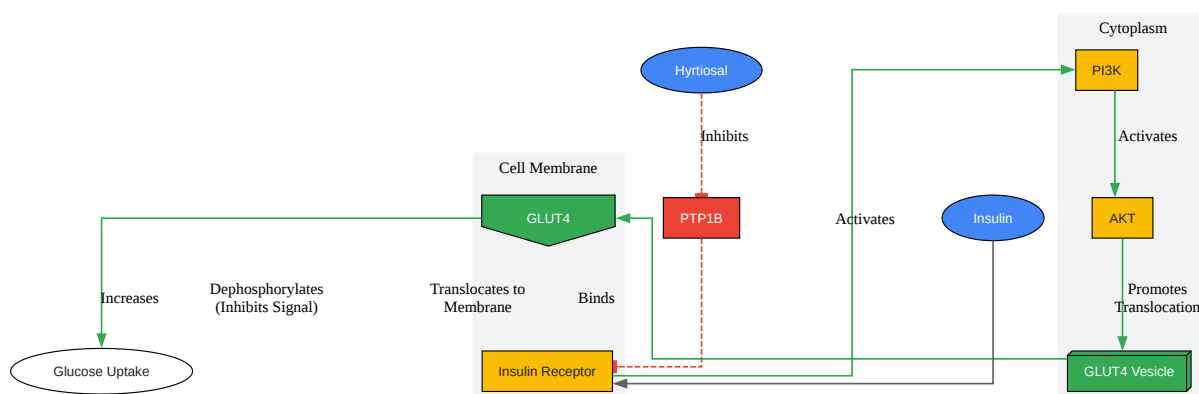 Cytoplasm
Hyrtiosal
PI3K
Inhibits
Activates
Cell Membrane
GLUT4
PTP1B
Activates
Insulin
AKT
Increases
Dephosphorylates
(Inhibits Signal)
Translocates to
Membrane
Binds
Promotes
Translocation
Glucose Uptake
Insulin Receptor
GLUT4 Vesicle